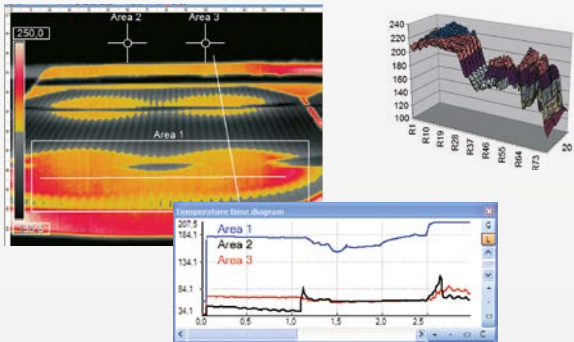 Area 2
Area 3
250,0
Area 1
240
220
200
180
160
140
120
100
R1
R10
R19
R28
R37
R46
R55
R64
R73
20
Temperature time diagram
207,5
184,1
134,1
84,1
34,1
Area 1
Area 2
Area 3
0,0
0,5
1,0
1,5
2,0
2,5